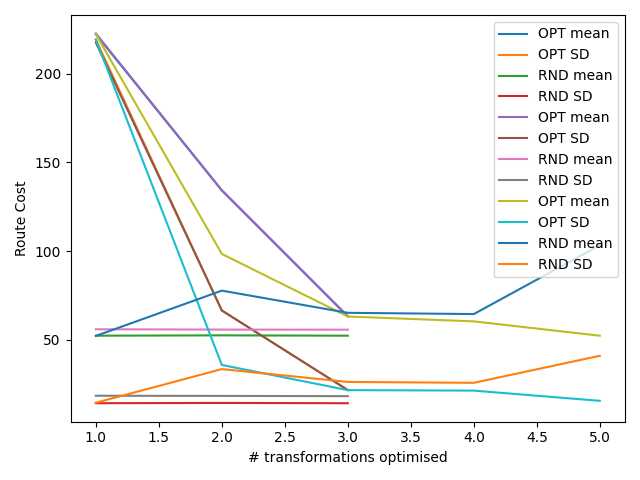 OPT mean
OPT SD
RND mean
RND SD
OPT mean
OPT SD
RND mean
RND SD
OPT mean
OPT SD
RND mean
RND SD
Route Cost
200
150
100
50
1.0 1.5 2.0 2.5 3.0 3.5 4.0 4.5 5.0
# transformations optimised